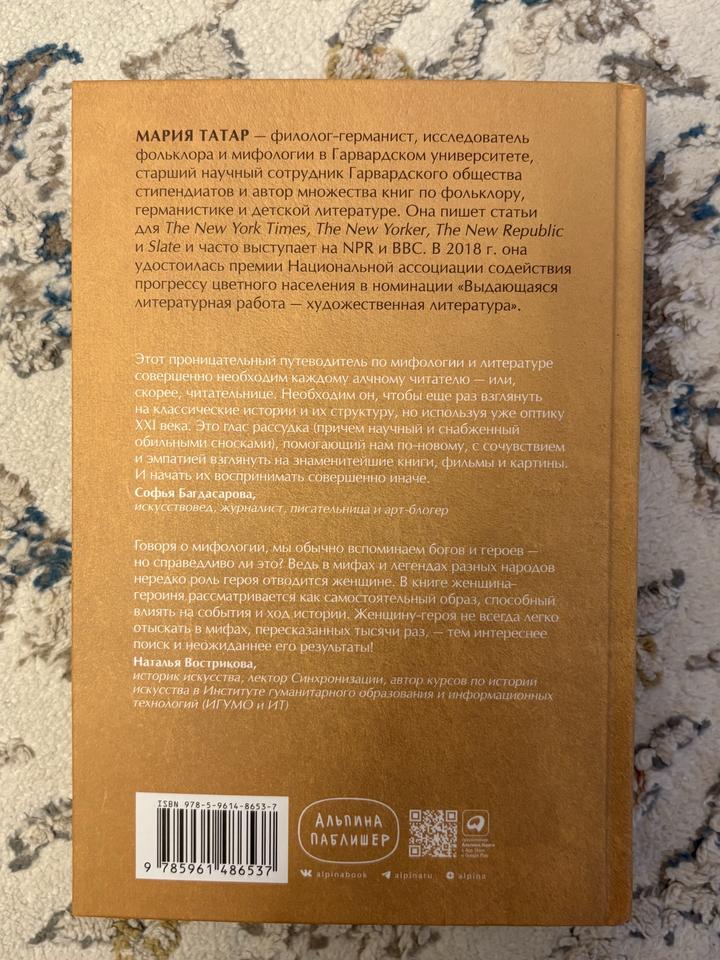 МАРИЯ ТАТАР — филолог-германист, исследователь
фольклора и мифологии в Гарвардском университете,
старший научный сотрудник Гарвардского общества
стипендиатов и автор множества книг по фольклору,
германистике и детской литературе. Она пишет статьи
для The New York Times, The New Yorker, The New Republic
и Slate и часто выступает на NPR и BBC. В 2018 г. она
удостоилась премии Национальной ассоциации содействия
прогрессу цветного населения в номинации «Выдающаяся
литературная работа — художественная литература».
Этот проницательный путеводитель по мифологии и литературе
совершенно необходим каждому алчному читателю — или,
скорее, читательнице. Необходим он, чтобы еще раз взглянуть
на классические истории и их структуру, но используя уже оптику
XXI века. Это глас рассудка (причем научный и снабженный
обильными сносками), помогающий нам по-новому, с сочувствием
и эмпатией взглянуть на знаменитейшие книги, фильмы и картины.
И начать их воспринимать совершенно иначе.
Софья Багдасарова,
искусствовед, журналист, писательница и арт-блогер
Говоря о мифологии, мы обычно вспоминаем богов и героев —
но справедливо ли это? Ведь в мифах и легендах разных народов
нередко роль героя отводится женщине. В книге женщина-
героиня рассматривается как самостоятельный образ, способный
влиять на события и ход истории. Женщину-героя не всегда легко
отыскать в мифах, пересказанных тысячи раз, — тем интереснее
поиск и неожиданнее его результаты!
Наталья Вострикова,
историк искусства, лектор Синхронизации, автор курсов по истории
искусства в Институте гуманитарного образования и информационных
технологий (ИГУМО и ИТ)
ISBN 978-5-9614-8653-7
9 785961 486537
АЛЬПИНА
ПАБЛИШЕР
alpinabook alpinaru alpina
приложение
Альпина.Книги
в App Store
и Google Play